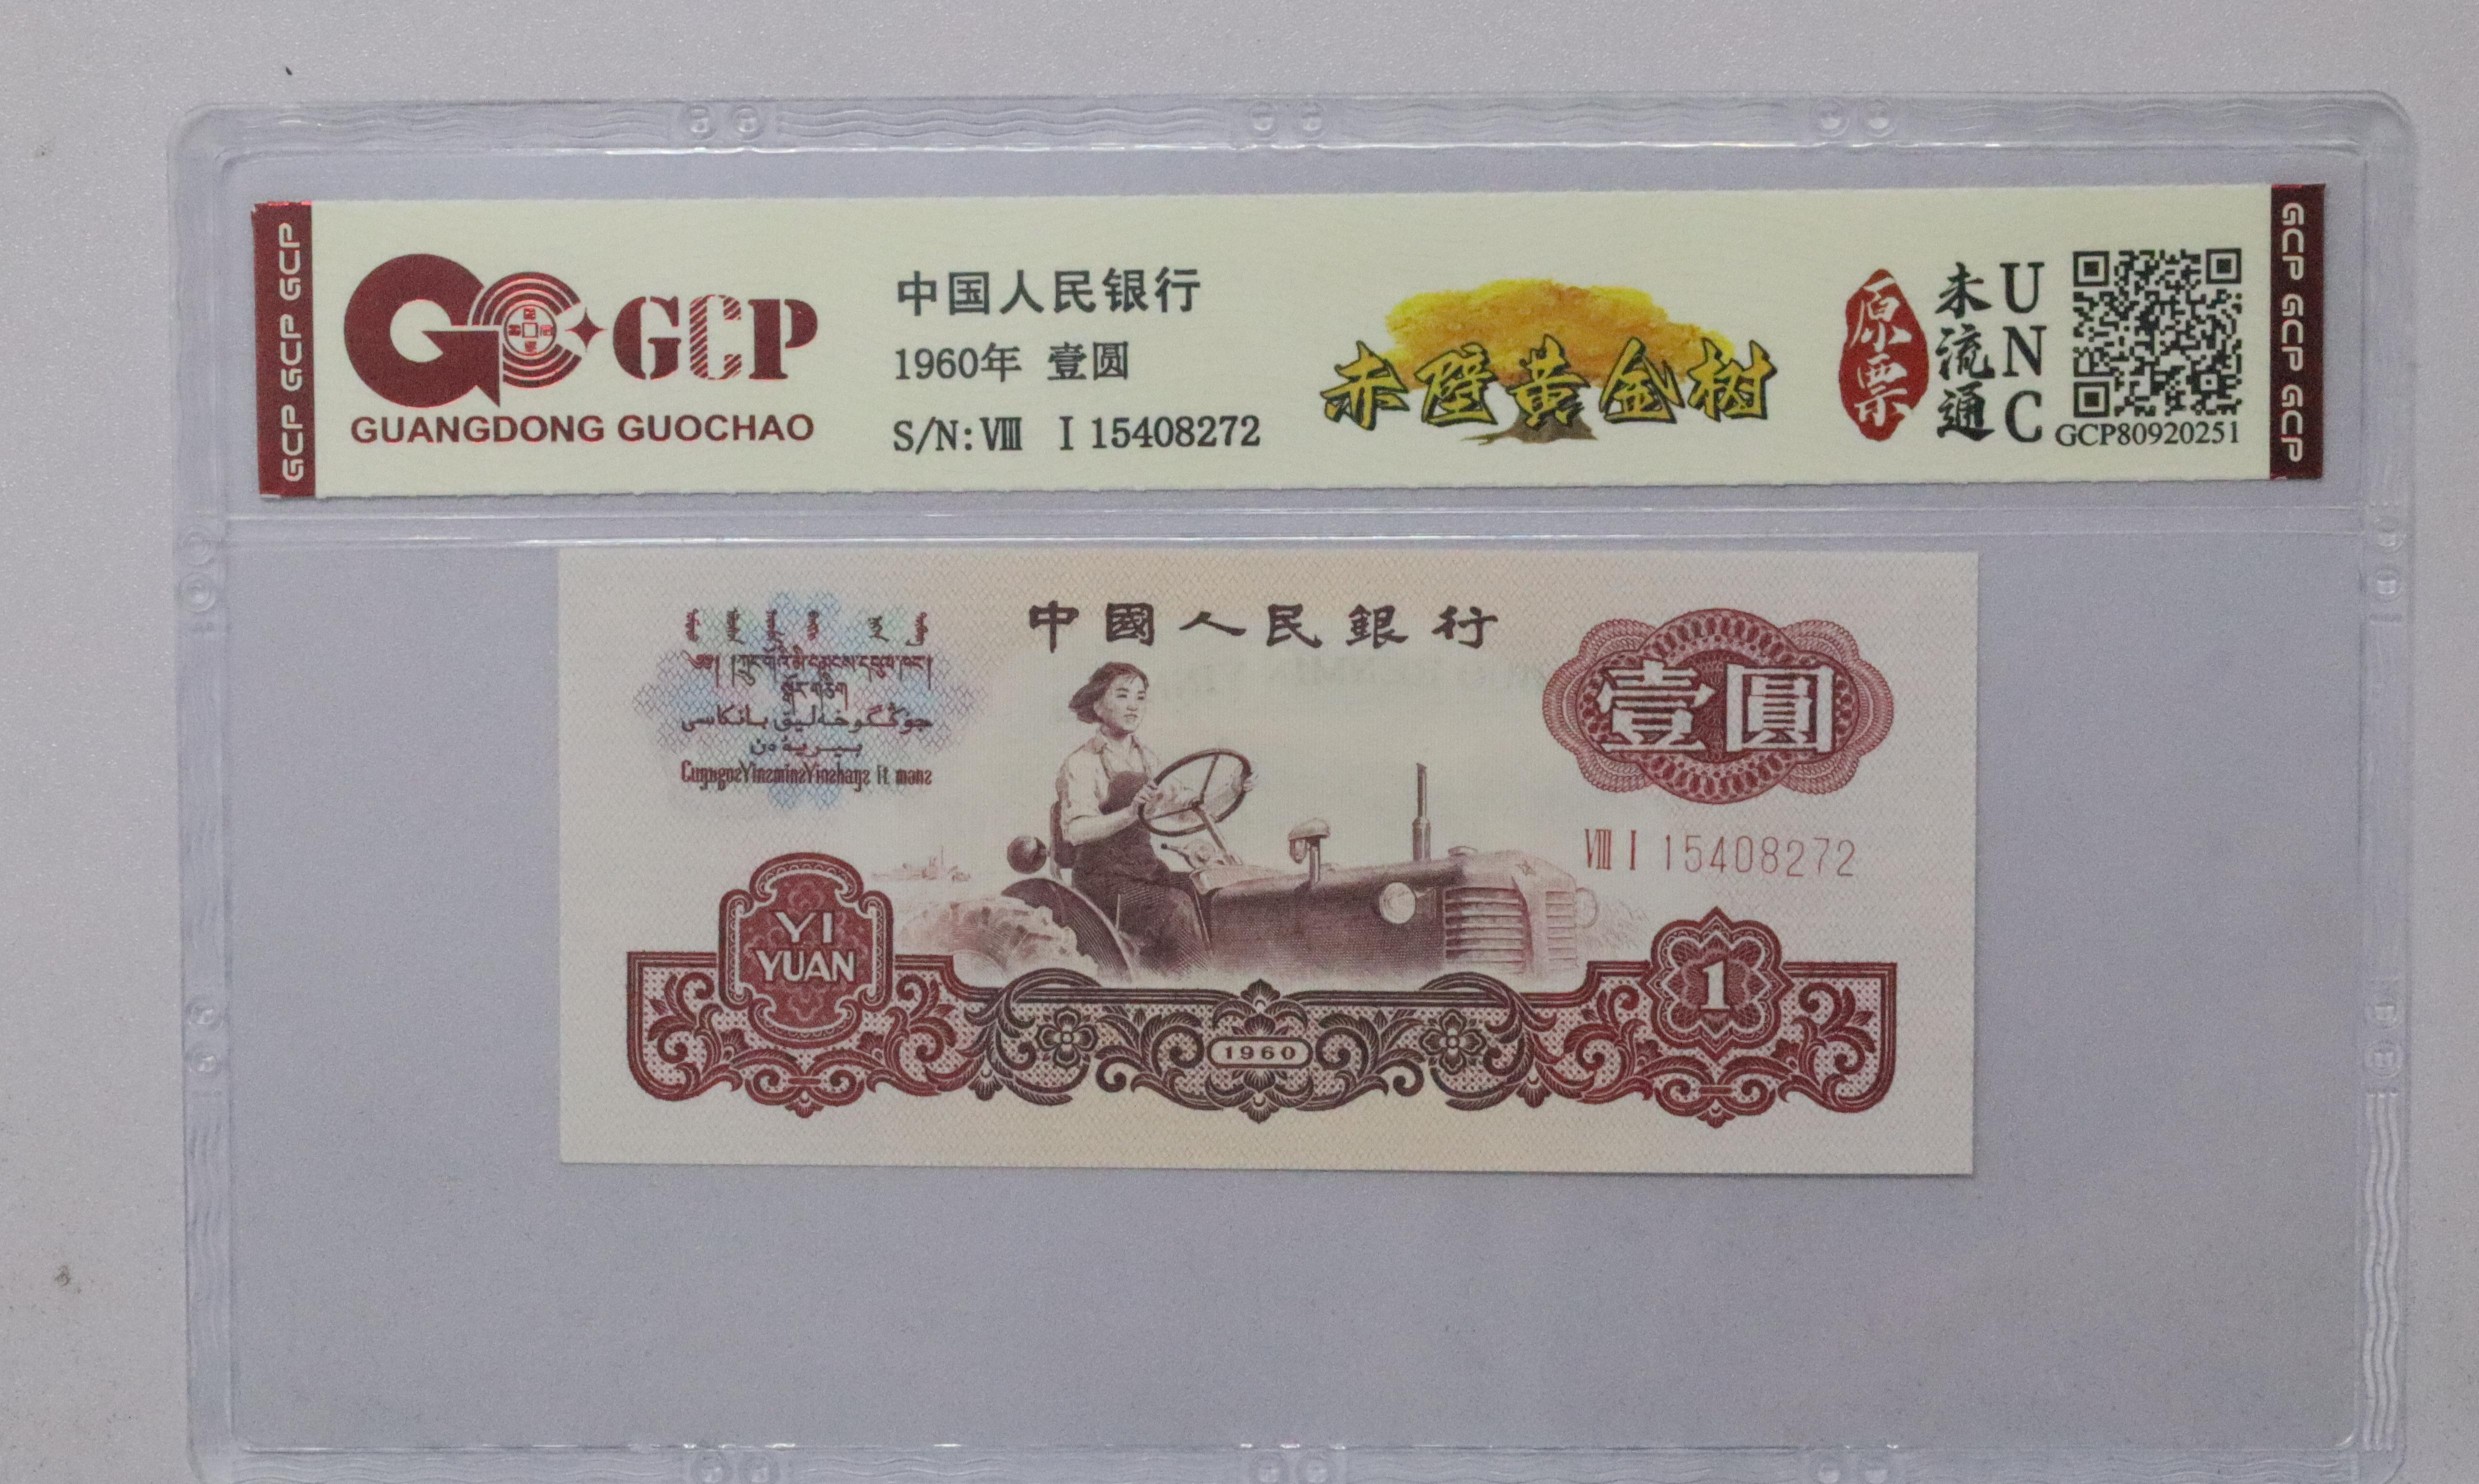 GCP GCP GCP
GCP
GUANGDONG GUOCHAO
中国人民银行
1960年 壹圆
S/N:Ⅷ Ⅰ 15408272
赤壁黄金树
原票
未流通
UNC
GCP80920251
GCP GCP GCP
中國人民銀行
壹圓
Ⅷ Ⅰ 15408272
YI
YUAN
1
1960